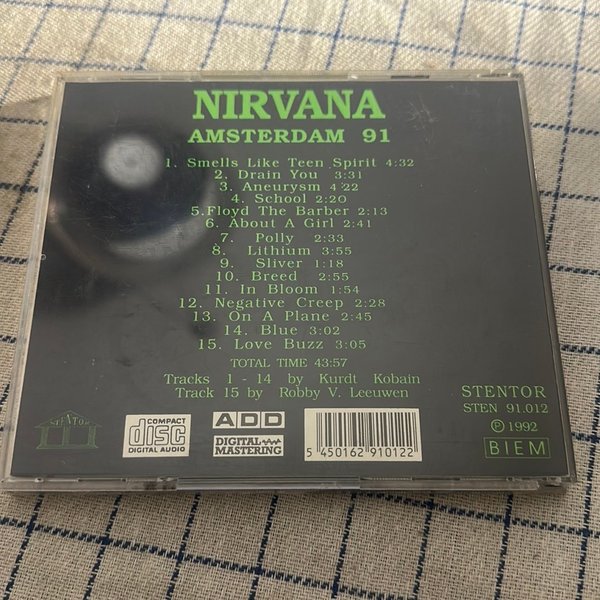 NIRVANA
AMSTERDAM 91
1. Smells Like Teen Spirit 4:32
2. Drain You 3:31
3. Aneurysm 4:22
4. School 2:20
5.Floyd The Barber 2:13
6. About A Girl 2:41
7. Polly 2:33
8. Lithium 3:55
9. Sliver 1:18
10. Breed 2:55
11. In Bloom 1:54
12. Negative Creep 2:28
13. On A Plane 2:45
14. Blue 3:02
15. Love Buzz 3:05
TOTAL TIME 43:57
Tracks 1 - 14 by Kurdt Kobain
Track 15 by Robby V. Leeuwen
STENTOR
COMPACT
disc
DIGITAL AUDIO
ADD
DIGITAL
MASTERING
5 450162 910122
STENTOR
STEN 91.012
℗ 1992
BIEM